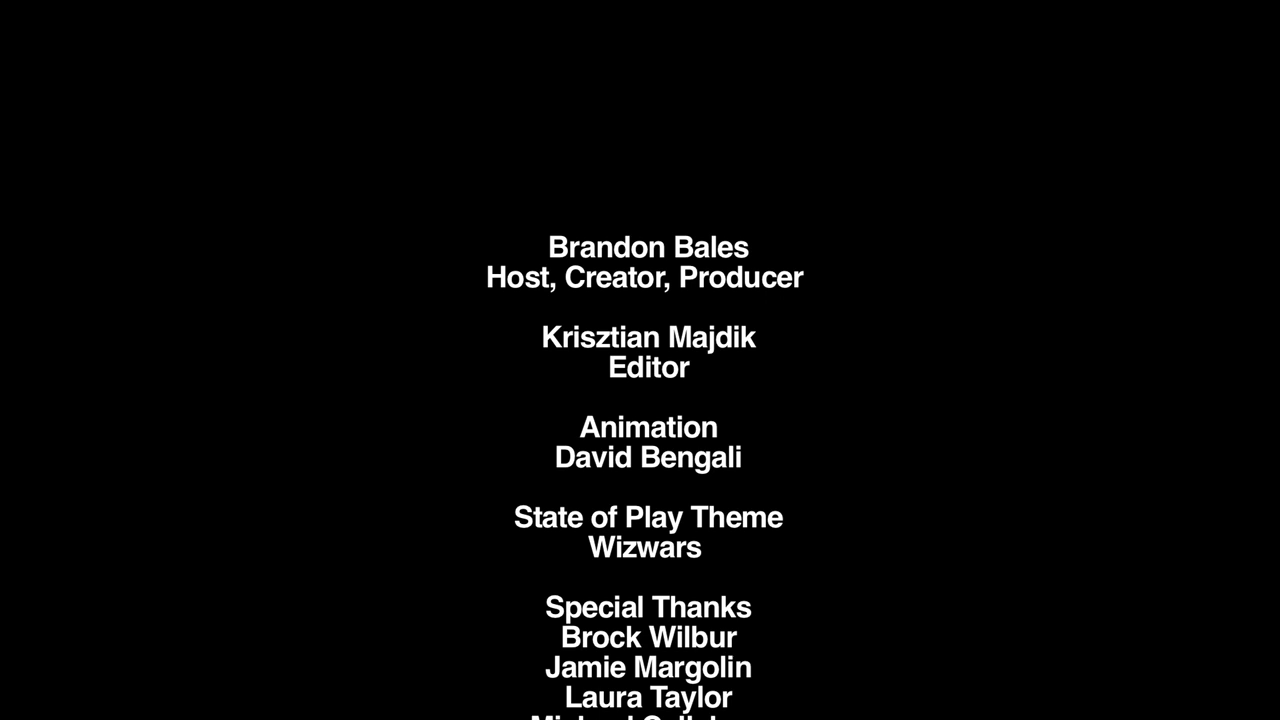 Brandon Bales
Host, Creator, Producer
Krisztian Majdik
Editor
Animation
David Bengali
State of Play Theme
Wizwars
Special Thanks
Brock Wilbur
Jamie Margolin
Laura Taylor